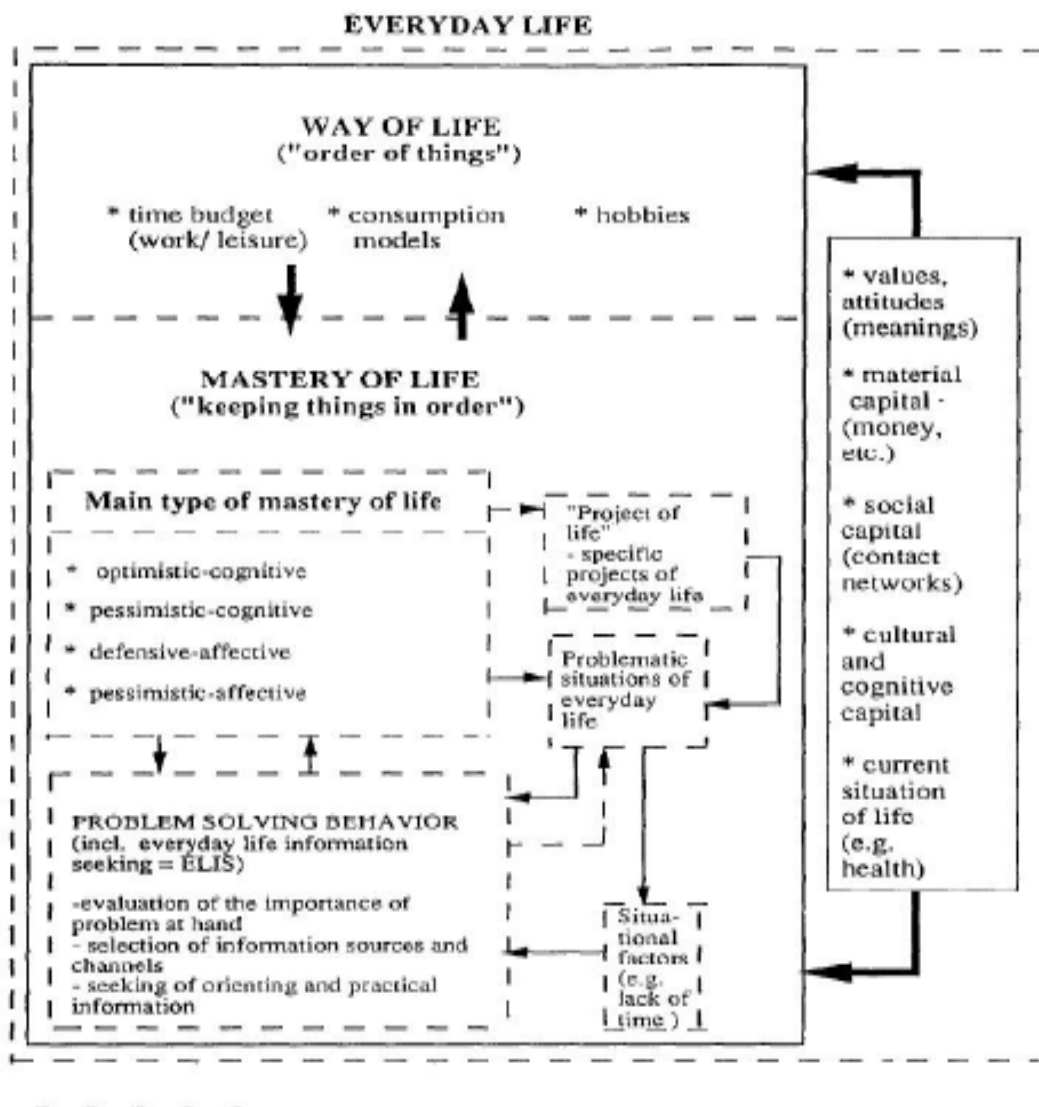 EVERYDAY LIFE
WAY OF LIFE
("order of things")
* time budget
(work/ leisure)
* consumption
models
* hobbies
MASTERY OF LIFE
("keeping things in order")
Main type of mastery of life
* optimistic-cognitive
* pessimistic-cognitive
* defensive-affective
* pessimistic-affective
"Project of
life"
- specific
projects of
everyday life
Problematic
situations of
everyday
life
PROBLEM SOLVING BEHAVIOR
(incl. everyday life information
seeking = ELIS)
-evaluation of the importance of
problem at hand
- selection of information sources and
channels
- seeking of orienting and practical
information
Situa-
tional
factors
(e.g.
lack of
time )
* values,
attitudes
(meanings)
* material
capital -
(money,
etc.)
* social
capital
(contact
networks)
* cultural
and
cognitive
capital
* current
situation
of life
(e.g.
health)